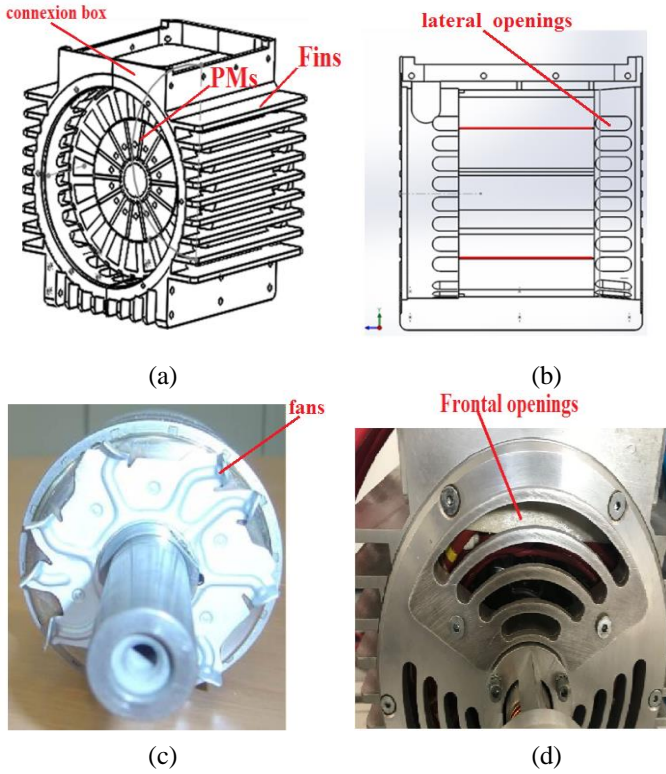 connexion box
PMs
Fins
lateral openings
(a)
(b)
fans
Frontal openings
(c)
(d)